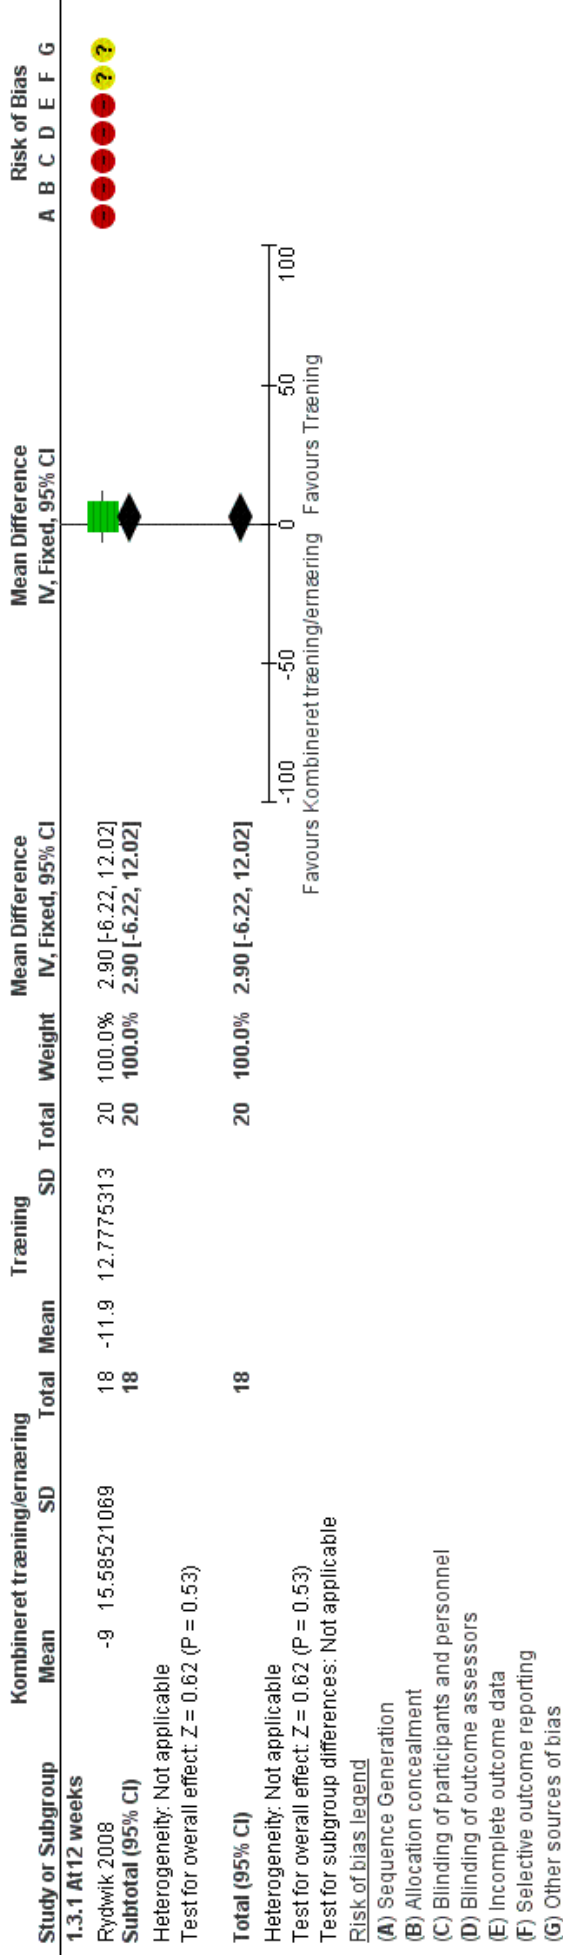 Kombineret træning/ernæring Træning Mean Difference Mean Difference Risk of Bias
Study or Subgroup Mean SD Total Mean SD Total Weight IV, Fixed, 95% CI IV, Fixed, 95% CI A B C D E F G
1.3.1 At 12 weeks
Rydwik 2008 -9 15.58521069 18 -11.9 12.7775313 20 100.0% 2.90 [-6.22, 12.02] - - - - - ? ?
Subtotal (95% CI) 18 20 100.0% 2.90 [-6.22, 12.02]
Heterogeneity: Not applicable
Test for overall effect: Z = 0.62 (P = 0.53)
Total (95% CI) 18 20 100.0% 2.90 [-6.22, 12.02]
Heterogeneity: Not applicable
-100 -50 0 50 100
Test for overall effect: Z = 0.62 (P = 0.53)
Favours Kombineret træning/ernæring Favours Træning
Test for subgroup differences: Not applicable
Risk of bias legend
(A) Sequence Generation
(B) Allocation concealment
(C) Blinding of participants and personnel
(D) Blinding of outcome assessors
(E) Incomplete outcome data
(F) Selective outcome reporting
(G) Other sources of bias